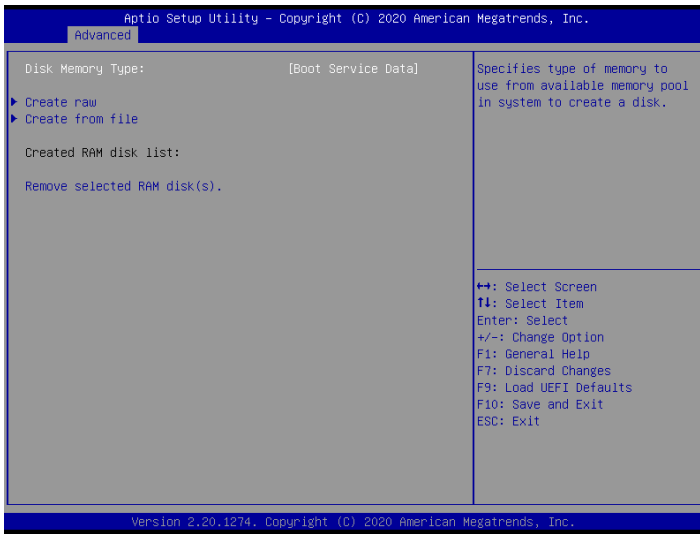 Aptio Setup Utility – Copyright (C) 2020 American Megatrends, Inc.
Advanced
Disk Memory Type: [Boot Service Data]
Create raw
Create from file
Created RAM disk list:
Remove selected RAM disk(s).
Specifies type of memory to
use from available memory pool
in system to create a disk.
↔: Select Screen
↑↓: Select Item
Enter: Select
+/-: Change Option
F1: General Help
F7: Discard Changes
F9: Load UEFI Defaults
F10: Save and Exit
ESC: Exit
Version 2.20.1274. Copyright (C) 2020 American Megatrends, Inc.